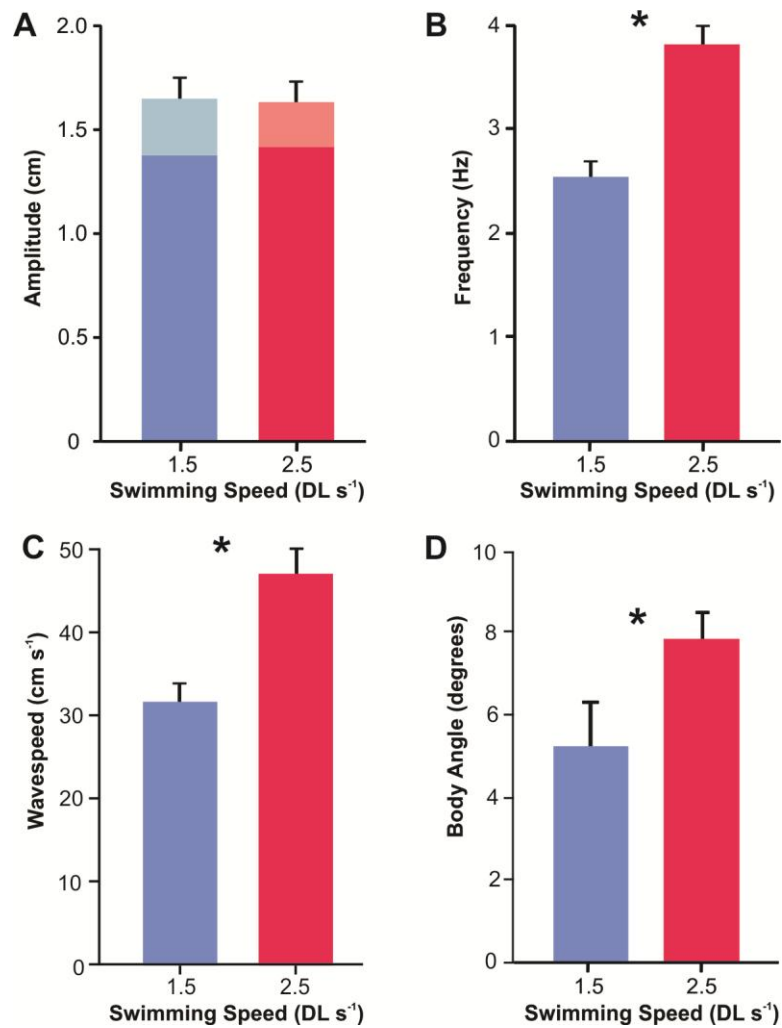 A
2.0
1.5
1.0
0.5
0
Amplitude (cm)
1.5 2.5
Swimming Speed (DL s⁻¹)
B
*
4
3
2
1
0
Frequency (Hz)
1.5 2.5
Swimming Speed (DL s⁻¹)
C
*
50
40
30
20
10
0
Wavespeed (cm s⁻¹)
1.5 2.5
Swimming Speed (DL s⁻¹)
D
*
10
8
6
4
2
0
Body Angle (degrees)
1.5 2.5
Swimming Speed (DL s⁻¹)